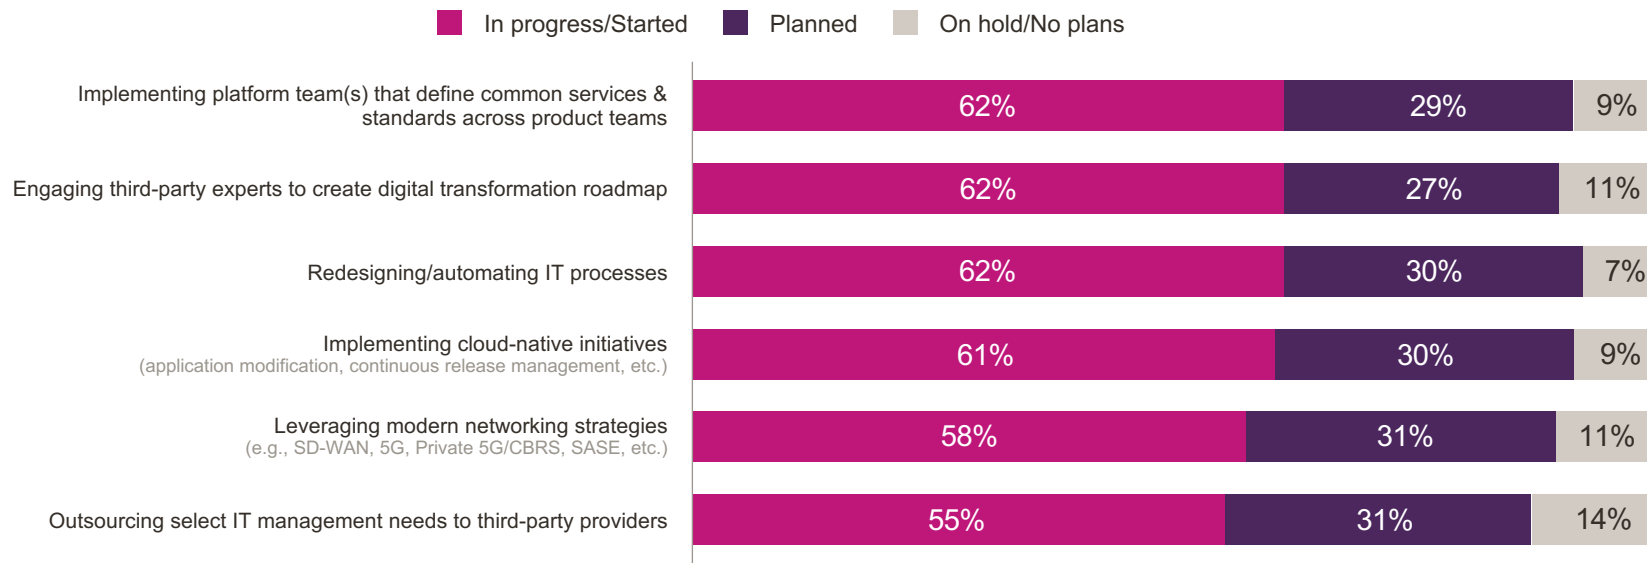 In progress/Started Planned On hold/No plans
Implementing platform team(s) that define common services &
standards across product teams
62% 29% 9%
Engaging third-party experts to create digital transformation roadmap
62% 27% 11%
Redesigning/automating IT processes
62% 30% 7%
Implementing cloud-native initiatives
(application modification, continuous release management, etc.)
61% 30% 9%
Leveraging modern networking strategies
(e.g., SD-WAN, 5G, Private 5G/CBRS, SASE, etc.)
58% 31% 11%
Outsourcing select IT management needs to third-party providers
55% 31% 14%